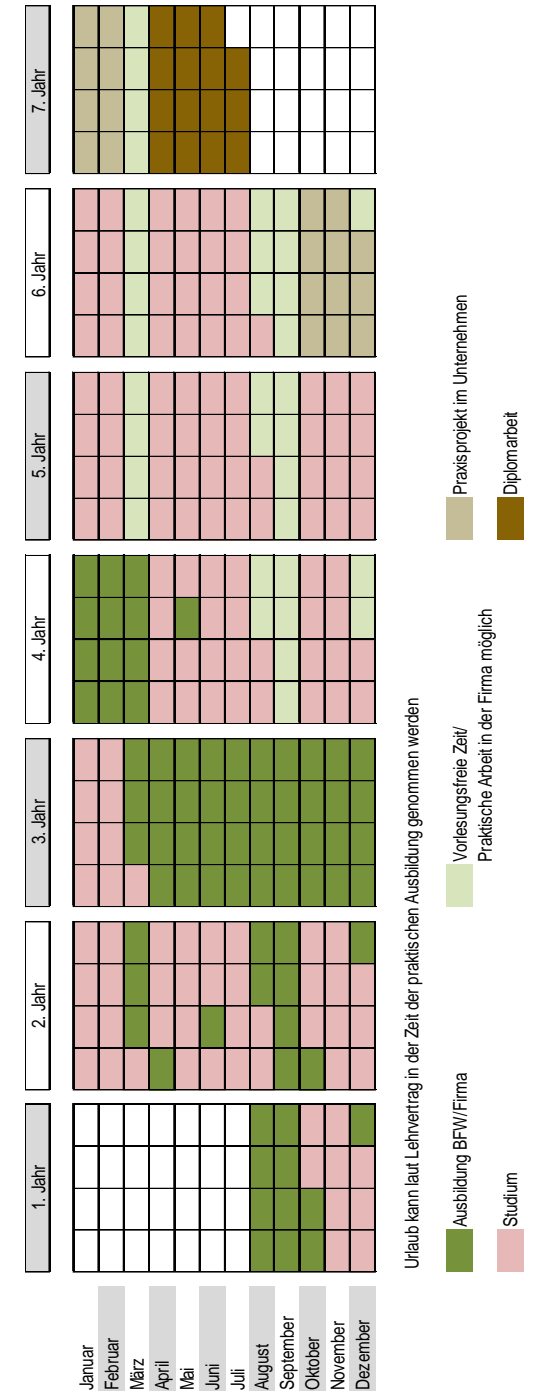 1. Jahr
2. Jahr
3. Jahr
4. Jahr
5. Jahr
6. Jahr
7. Jahr
Januar
Februar
März
April
Mai
Juni
Juli
August
September
Oktober
November
Dezember
Urlaub kann laut Lehrvertrag in der Zeit der praktischen Ausbildung genommen werden
Ausbildung BFW/Firma
Studium
Vorlesungsfreie Zeit/
Praktische Arbeit in der Firma möglich
Praxisprojekt im Unternehmen
Diplomarbeit